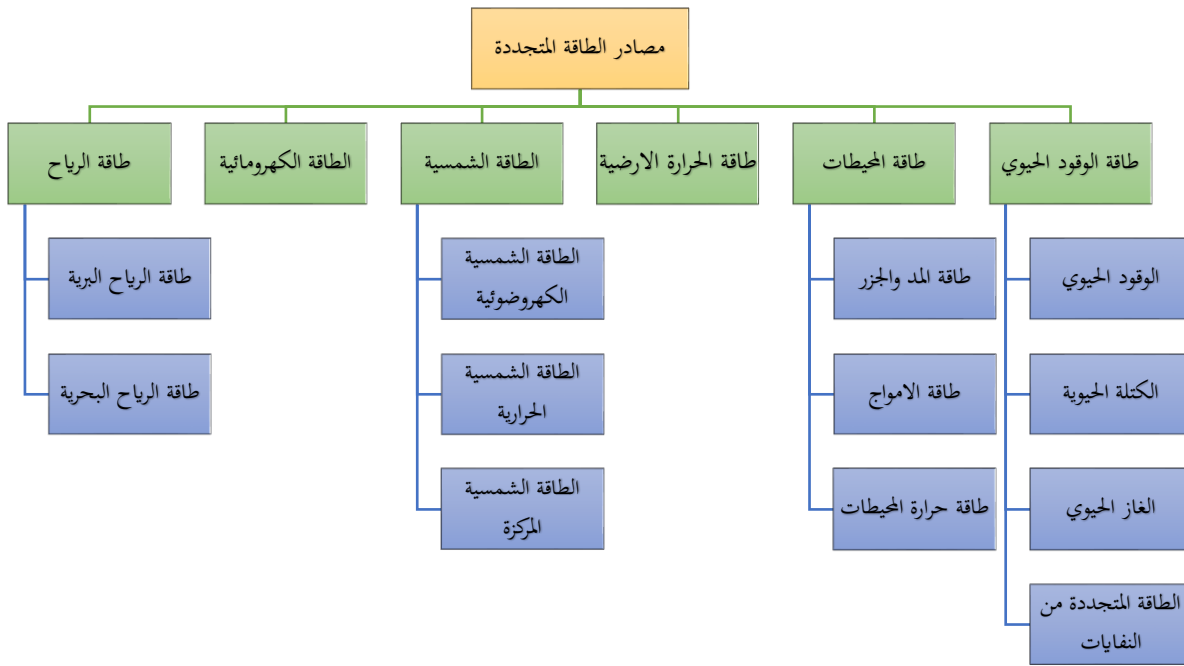 مصادر الطاقة المتجددة
طاقة الوقود الحيوي
طاقة المحيطات
طاقة الحرارة الارضية
الطاقة الشمسية
الطاقة الكهرومائية
طاقة الرياح
الوقود الحيوي
الكتلة الحيوية
الغاز الحيوي
الطاقة المتجددة من
النفايات
طاقة المد والجزر
طاقة الامواج
طاقة حرارة المحيطات
الطاقة الشمسية
الكهروضوئية
الطاقة الشمسية
الحرارية
الطاقة الشمسية
المركزة
طاقة الرياح البرية
طاقة الرياح البحرية